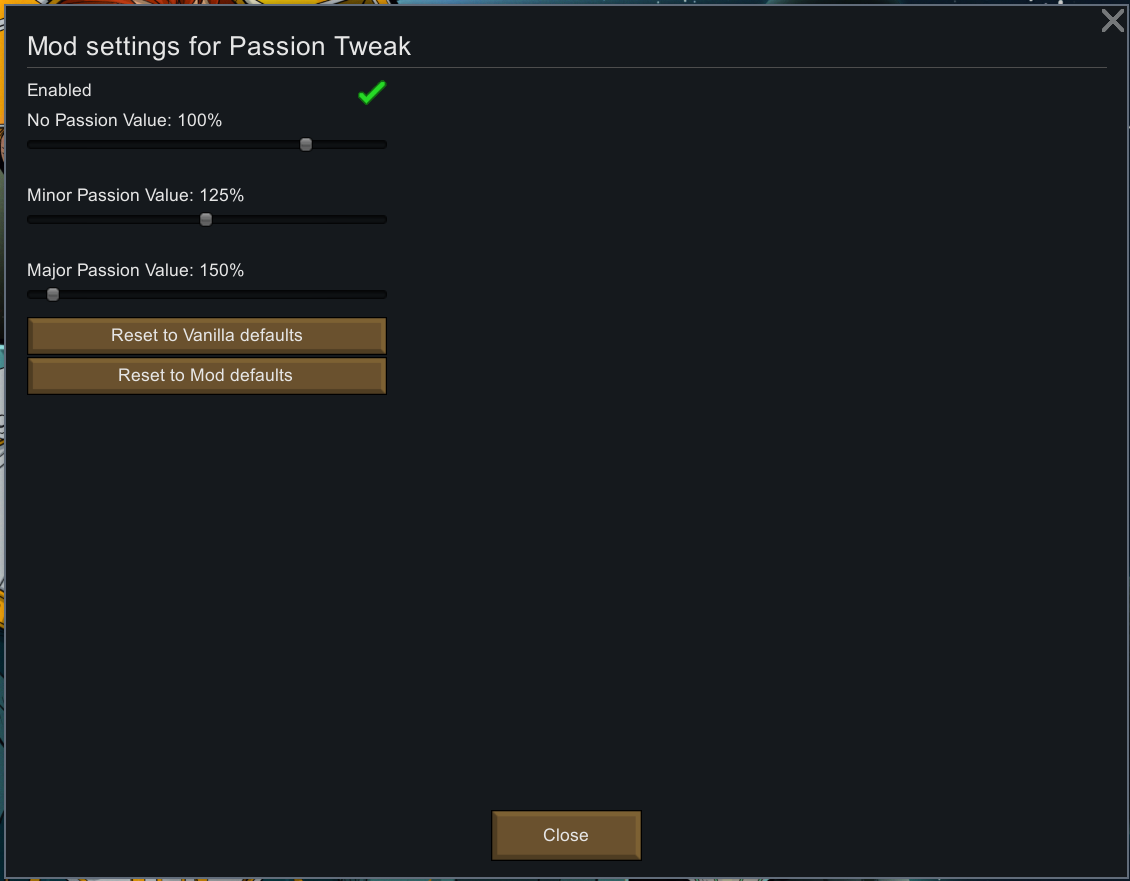 Mod settings for Passion Tweak
Enabled
No Passion Value: 100%
Minor Passion Value: 125%
Major Passion Value: 150%
Reset to Vanilla defaults
Reset to Mod defaults
Close